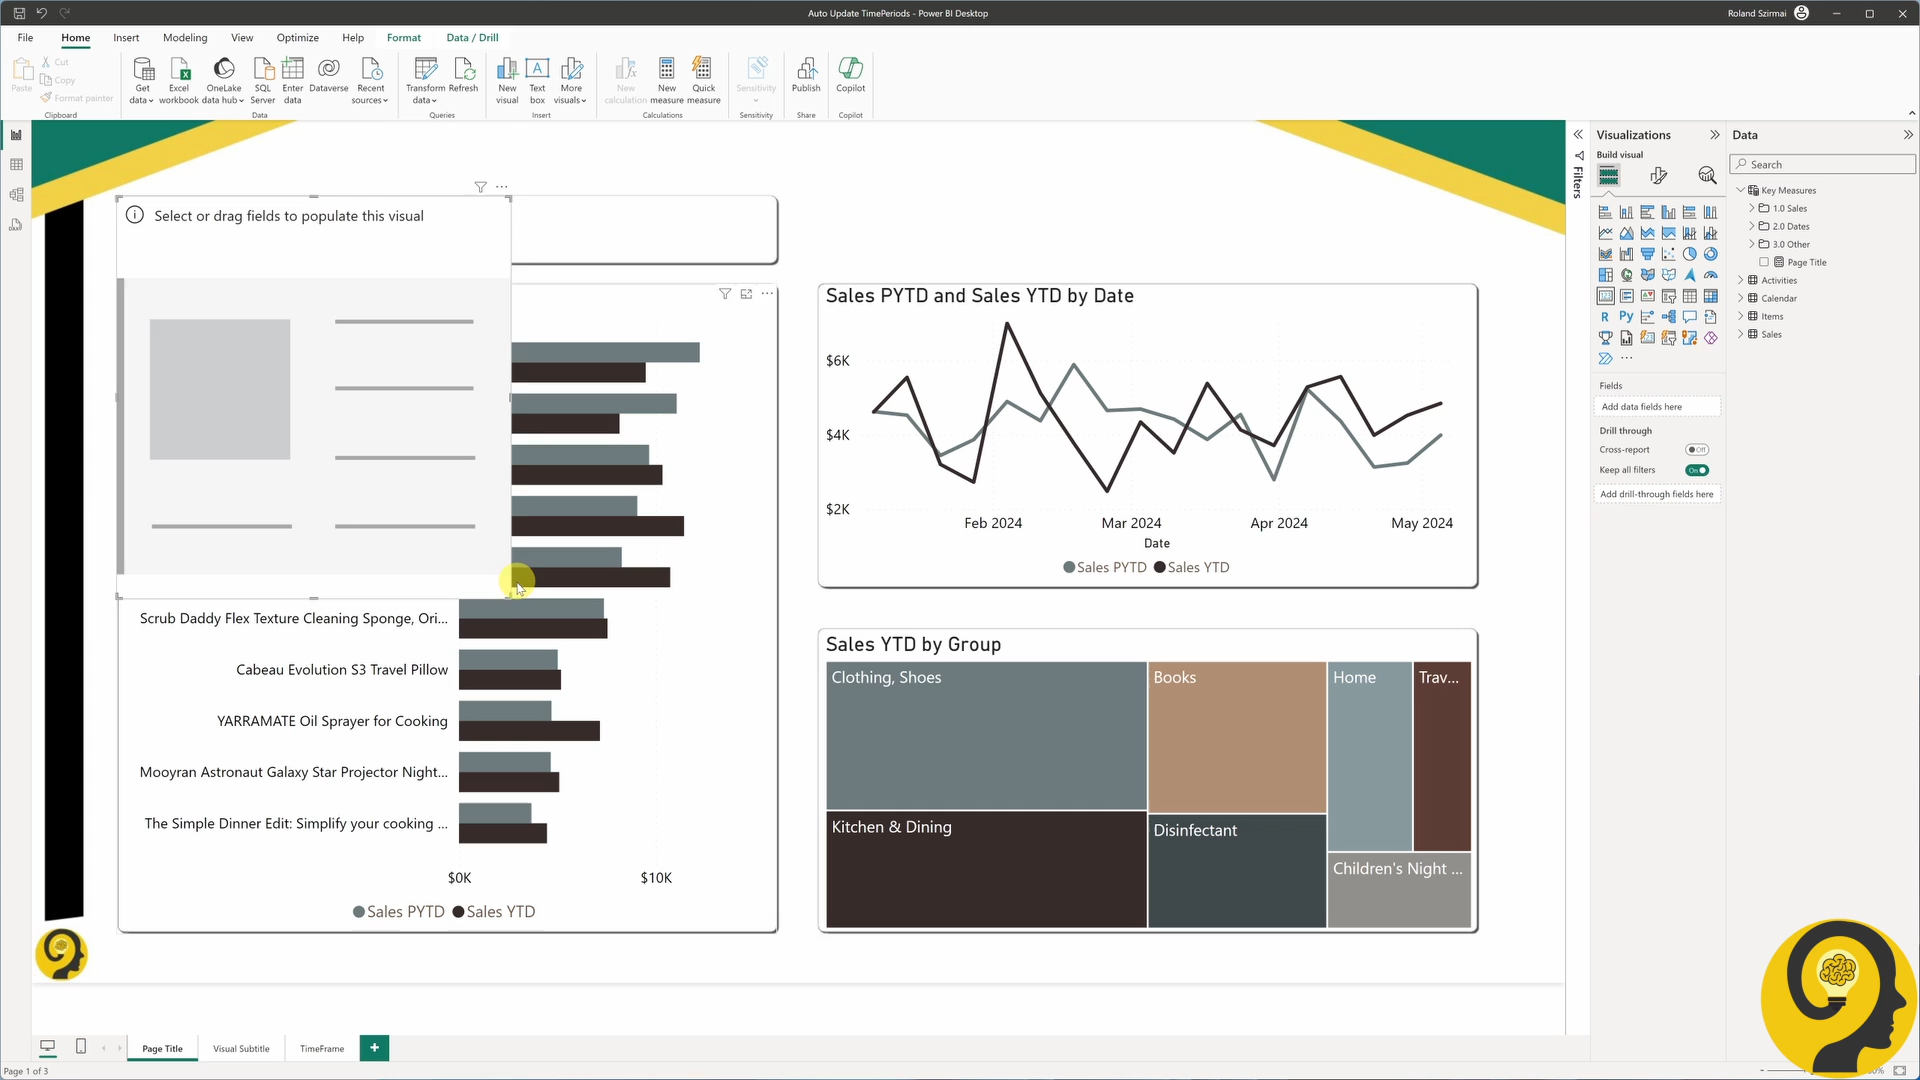 Auto Update TimePeriods - Power BI Desktop
Roland Szirmai
File Home Insert Modeling View Optimize Help Format Data / Drill
Paste
Cut
Copy
Format painter
Clipboard
Get data
Excel workbook
OneLake data hub
SQL Server
Enter data
Dataverse
Recent sources
Data
Transform data
Refresh
Queries
New visual
Text box
More visuals
Insert
New calculation
New measure
Quick measure
Calculations
Sensitivity
Sensitivity
Publish
Share
Copilot
Copilot
Select or drag fields to populate this visual
Scrub Daddy Flex Texture Cleaning Sponge, Ori...
Cabeau Evolution S3 Travel Pillow
YARRAMATE Oil Sprayer for Cooking
Mooyran Astronaut Galaxy Star Projector Night...
The Simple Dinner Edit: Simplify your cooking ...
$0K $10K
Sales PYTD Sales YTD
Sales PYTD and Sales YTD by Date
$6K
$4K
$2K
Feb 2024 Mar 2024 Apr 2024 May 2024
Date
Sales PYTD Sales YTD
Sales YTD by Group
Clothing, Shoes
Books
Home
Trav...
Kitchen & Dining
Disinfectant
Children's Night ...
Filters
Visualizations
Build visual
R Py
Fields
Add data fields here
Drill through
Cross-report Off
Keep all filters On
Add drill-through fields here
Data
Search
Key Measures
1.0 Sales
2.0 Dates
3.0 Other
Page Title
Activities
Calendar
Items
Sales
Page Title Visual Subtitle TimeFrame
Page 1 of 3